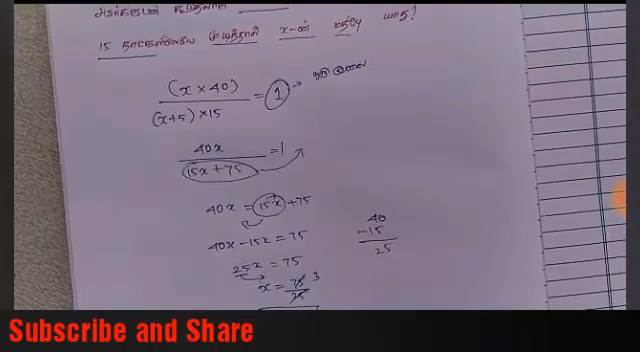 15 நாட்களிலேயே முடித்தால் x-ன் மதிப்பு யாது?
(x × 40) / (x+5) × 15 = 1 → ஒரு வேலை.
40x / 15x + 75 = 1
40x = 15x + 75
40x - 15x = 75
25x = 75
x = 75/25 3
40
-15
25
Subscribe and Share